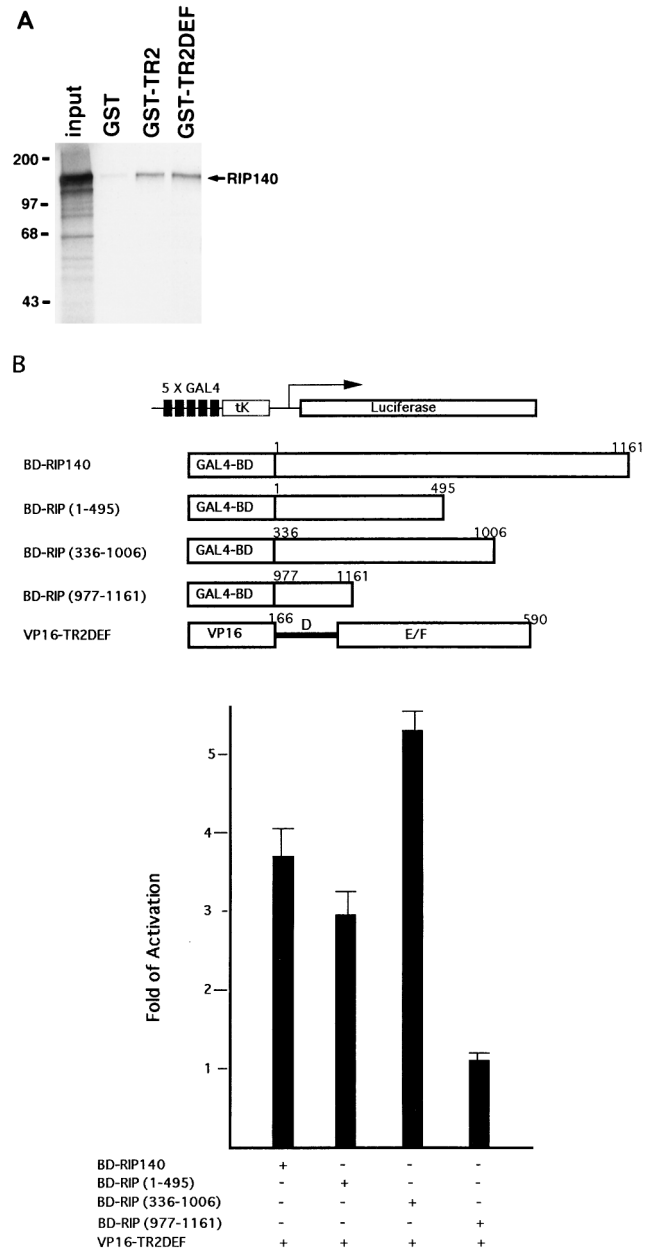 A
input
GST
GST-TR2
GST-TR2DEF
200
RIP140
97
68
43
B
5 X GAL4
tK
Luciferase
1
1161
BD-RIP140
GAL4-BD
1
495
BD-RIP (1-495)
GAL4-BD
336
1006
BD-RIP (336-1006)
GAL4-BD
977
1161
BD-RIP (977-1161)
GAL4-BD
166
D
590
VP16-TR2DEF
VP16
E/F
Fold of Activation
5
4
3
2
1
BD-RIP140 + - - -
BD-RIP (1-495) - + - -
BD-RIP (336-1006) - - + -
BD-RIP (977-1161) - - - +
VP16-TR2DEF + + + +